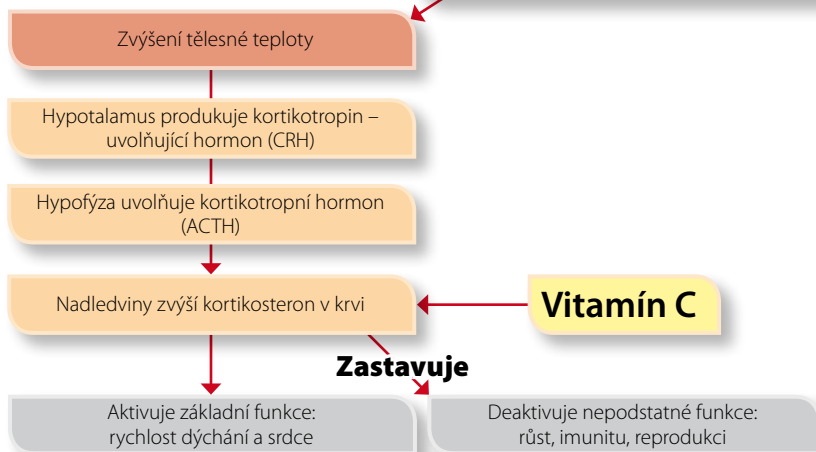 Zvýšení tělesné teploty
Hypotalamus produkuje kortikotropin –
uvolňující hormon (CRH)
Hypofýza uvolňuje kortikotropní hormon
(ACTH)
Nadledviny zvýší kortikosteron v krvi
Vitamín C
Zastavuje
Aktivuje základní funkce:
rychlost dýchání a srdce
Deaktivuje nepodstatné funkce:
růst, imunitu, reprodukci